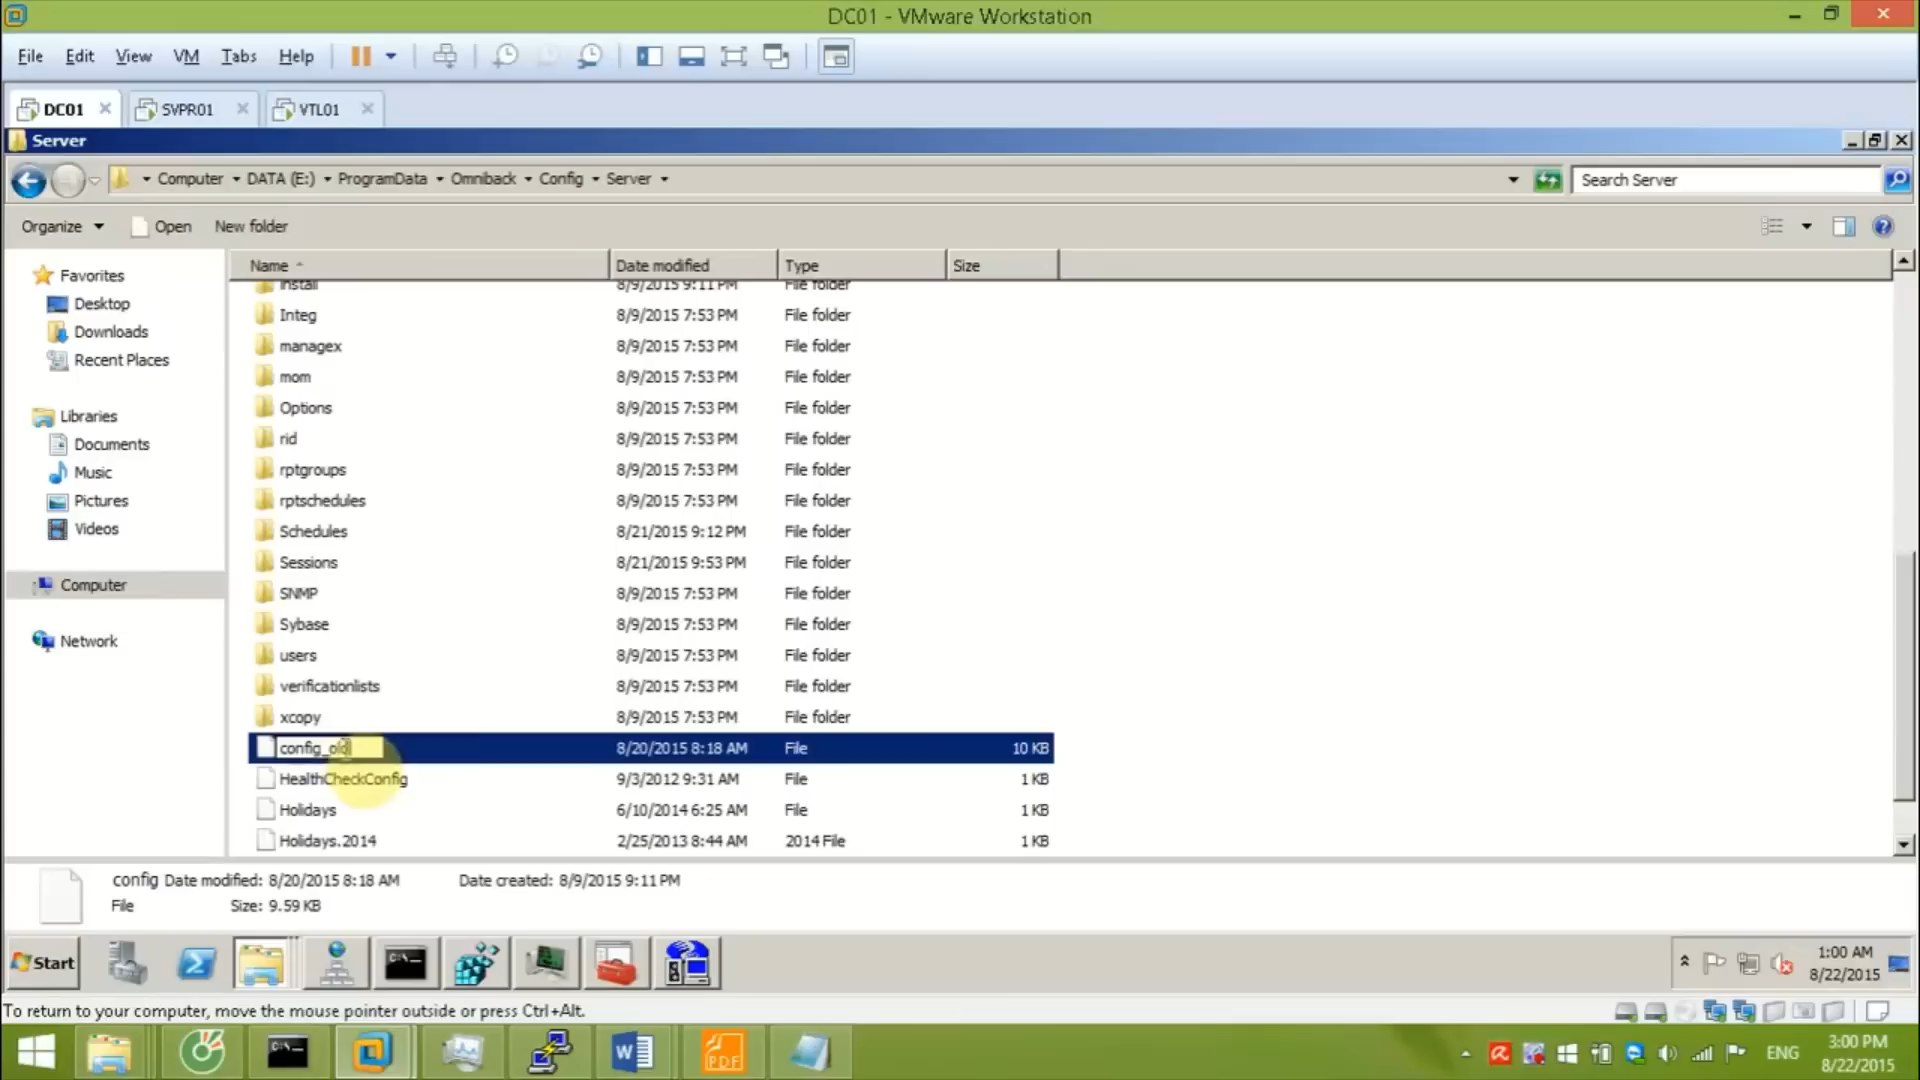 DC01 - VMware Workstation
File Edit View VM Tabs Help
DC01 SVPR01 VTL01
Server
Computer DATA (E:) ProgramData Omniback Config Server
Search Server
Organize Open New folder
Name Date modified Type Size
Favorites
Desktop
Downloads
Recent Places
Libraries
Documents
Music
Pictures
Videos
Computer
Network
install 8/9/2015 9:11 PM File folder
Integ 8/9/2015 7:53 PM File folder
managex 8/9/2015 7:53 PM File folder
mom 8/9/2015 7:53 PM File folder
Options 8/9/2015 7:53 PM File folder
rid 8/9/2015 7:53 PM File folder
rptgroups 8/9/2015 7:53 PM File folder
rptschedules 8/9/2015 7:53 PM File folder
Schedules 8/21/2015 9:12 PM File folder
Sessions 8/21/2015 9:53 PM File folder
SNMP 8/9/2015 7:53 PM File folder
Sybase 8/9/2015 7:53 PM File folder
users 8/9/2015 7:53 PM File folder
verificationlists 8/9/2015 7:53 PM File folder
xcopy 8/9/2015 7:53 PM File folder
config_old 8/20/2015 8:18 AM File 10 KB
HealthCheckConfig 9/3/2012 9:31 AM File 1 KB
Holidays 6/10/2014 6:25 AM File 1 KB
Holidays.2014 2/25/2013 8:44 AM 2014 File 1 KB
config Date modified: 8/20/2015 8:18 AM Date created: 8/9/2015 9:11 PM
File Size: 9.59 KB
Start
C:\
1:00 AM
8/22/2015
To return to your computer, move the mouse pointer outside or press Ctrl+Alt.
C:\
W
PDF
ENG
3:00 PM
8/22/2015